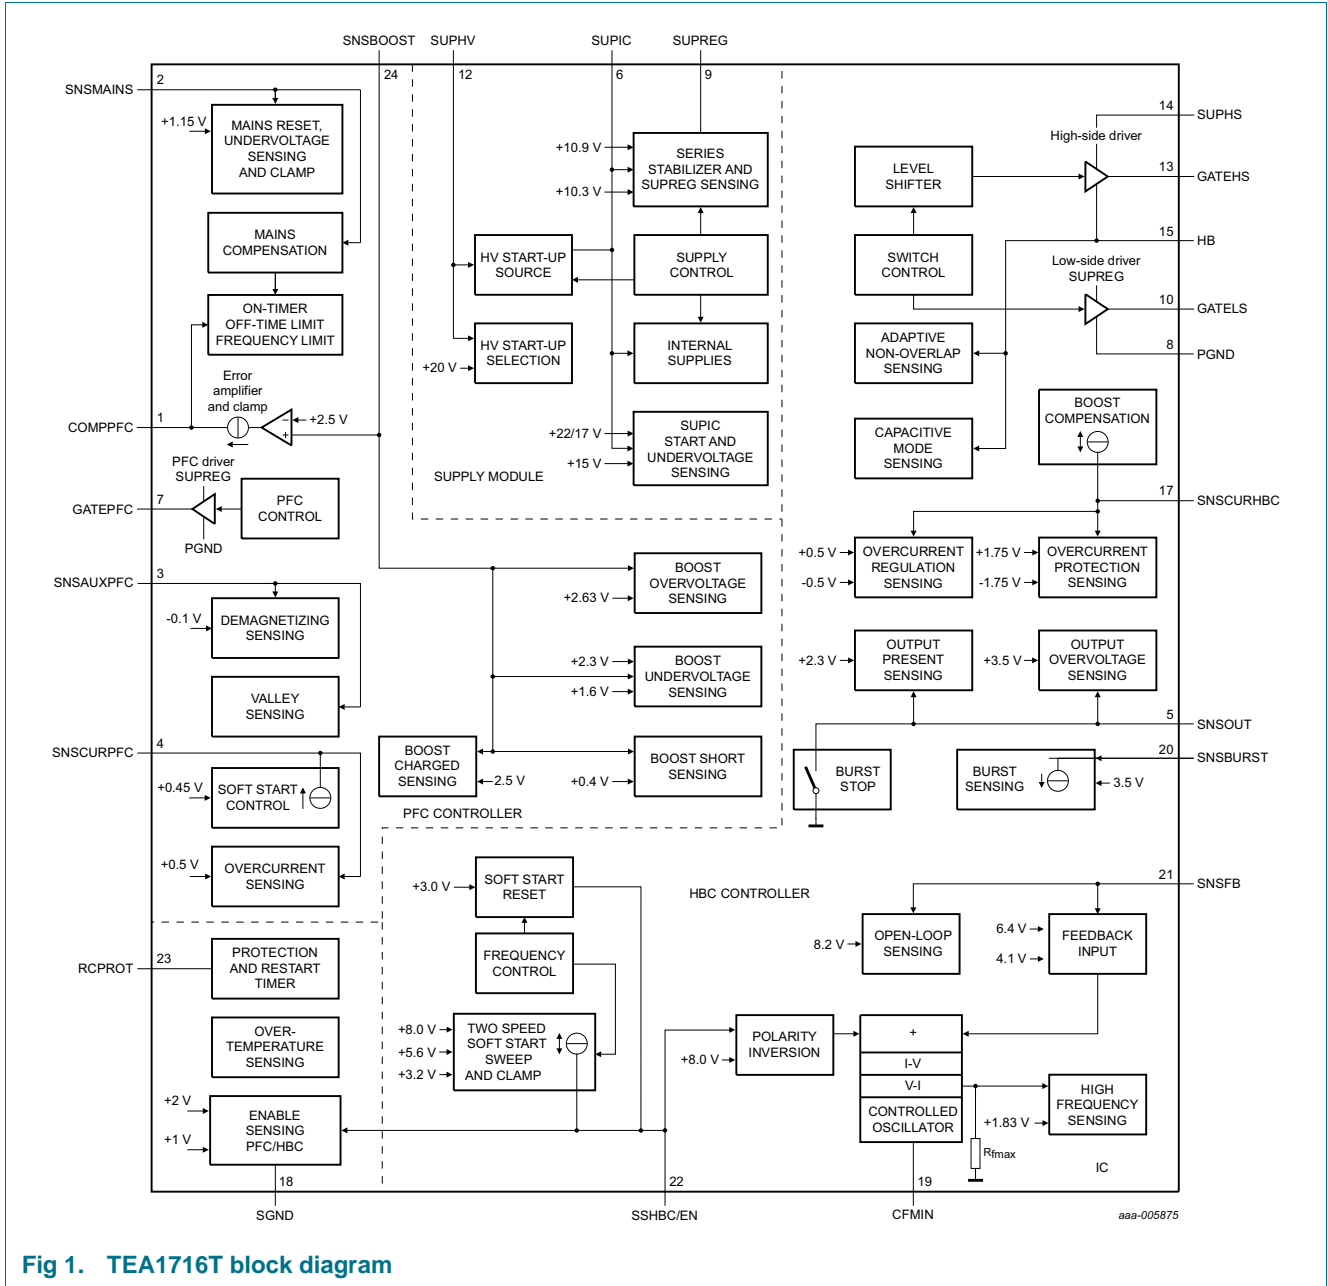 SNSBOOST
SUPHV
SUPIC
SUPREG
24
12
6
9
SNSMAINS
2
+1.15 V
MAINS RESET,
UNDERVOLTAGE
SENSING
AND CLAMP
MAINS
COMPENSATION
ON-TIMER
OFF-TIME LIMIT
FREQUENCY LIMIT
Error
amplifier
and clamp
COMPPFC
1
−
+
+2.5 V
PFC driver
SUPREG
GATEPFC
7
PFC
CONTROL
PGND
SNSAUXPFC
3
-0.1 V
DEMAGNETIZING
SENSING
VALLEY
SENSING
SNSCURPFC
4
+0.45 V
SOFT START
CONTROL
+0.5 V
OVERCURRENT
SENSING
+10.9 V
+10.3 V
SERIES
STABILIZER AND
SUPREG SENSING
HV START-UP
SOURCE
SUPPLY
CONTROL
HV START-UP
SELECTION
+20 V
INTERNAL
SUPPLIES
+22/17 V
+15 V
SUPIC
START AND
UNDERVOLTAGE
SENSING
SUPPLY MODULE
BOOST
OVERVOLTAGE
SENSING
+2.63 V
+2.3 V
+1.6 V
BOOST
UNDERVOLTAGE
SENSING
BOOST
CHARGED
SENSING
2.5 V
+0.4 V
BOOST SHORT
SENSING
PFC CONTROLLER
14
SUPHS
High-side driver
LEVEL
SHIFTER
13
GATEHS
15
HB
SWITCH
CONTROL
Low-side driver
SUPREG
10
GATELS
ADAPTIVE
NON-OVERLAP
SENSING
8
PGND
BOOST
COMPENSATION
CAPACITIVE
MODE
SENSING
17
SNSCURHBC
+0.5 V
-0.5 V
OVERCURRENT
REGULATION
SENSING
+1.75 V
-1.75 V
OVERCURRENT
PROTECTION
SENSING
+2.3 V
OUTPUT
PRESENT
SENSING
+3.5 V
OUTPUT
OVERVOLTAGE
SENSING
5
SNSOUT
20
SNSBURST
BURST
STOP
BURST
SENSING
3.5 V
HBC CONTROLLER
21
SNSFB
8.2 V
OPEN-LOOP
SENSING
6.4 V
4.1 V
FEEDBACK
INPUT
+3.0 V
SOFT START
RESET
FREQUENCY
CONTROL
+8.0 V
+5.6 V
+3.2 V
TWO SPEED
SOFT START
SWEEP
AND CLAMP
POLARITY
INVERSION
+8.0 V
+
I-V
V-I
CONTROLLED
OSCILLATOR
HIGH
FREQUENCY
SENSING
+1.83 V
Rfmax
IC
RCPROT
23
PROTECTION
AND RESTART
TIMER
OVER-
TEMPERATURE
SENSING
+2 V
+1 V
ENABLE
SENSING
PFC/HBC
18
22
19
SGND
SSHBC/EN
CFMIN
aaa-005875
Fig 1. TEA1716T block diagram